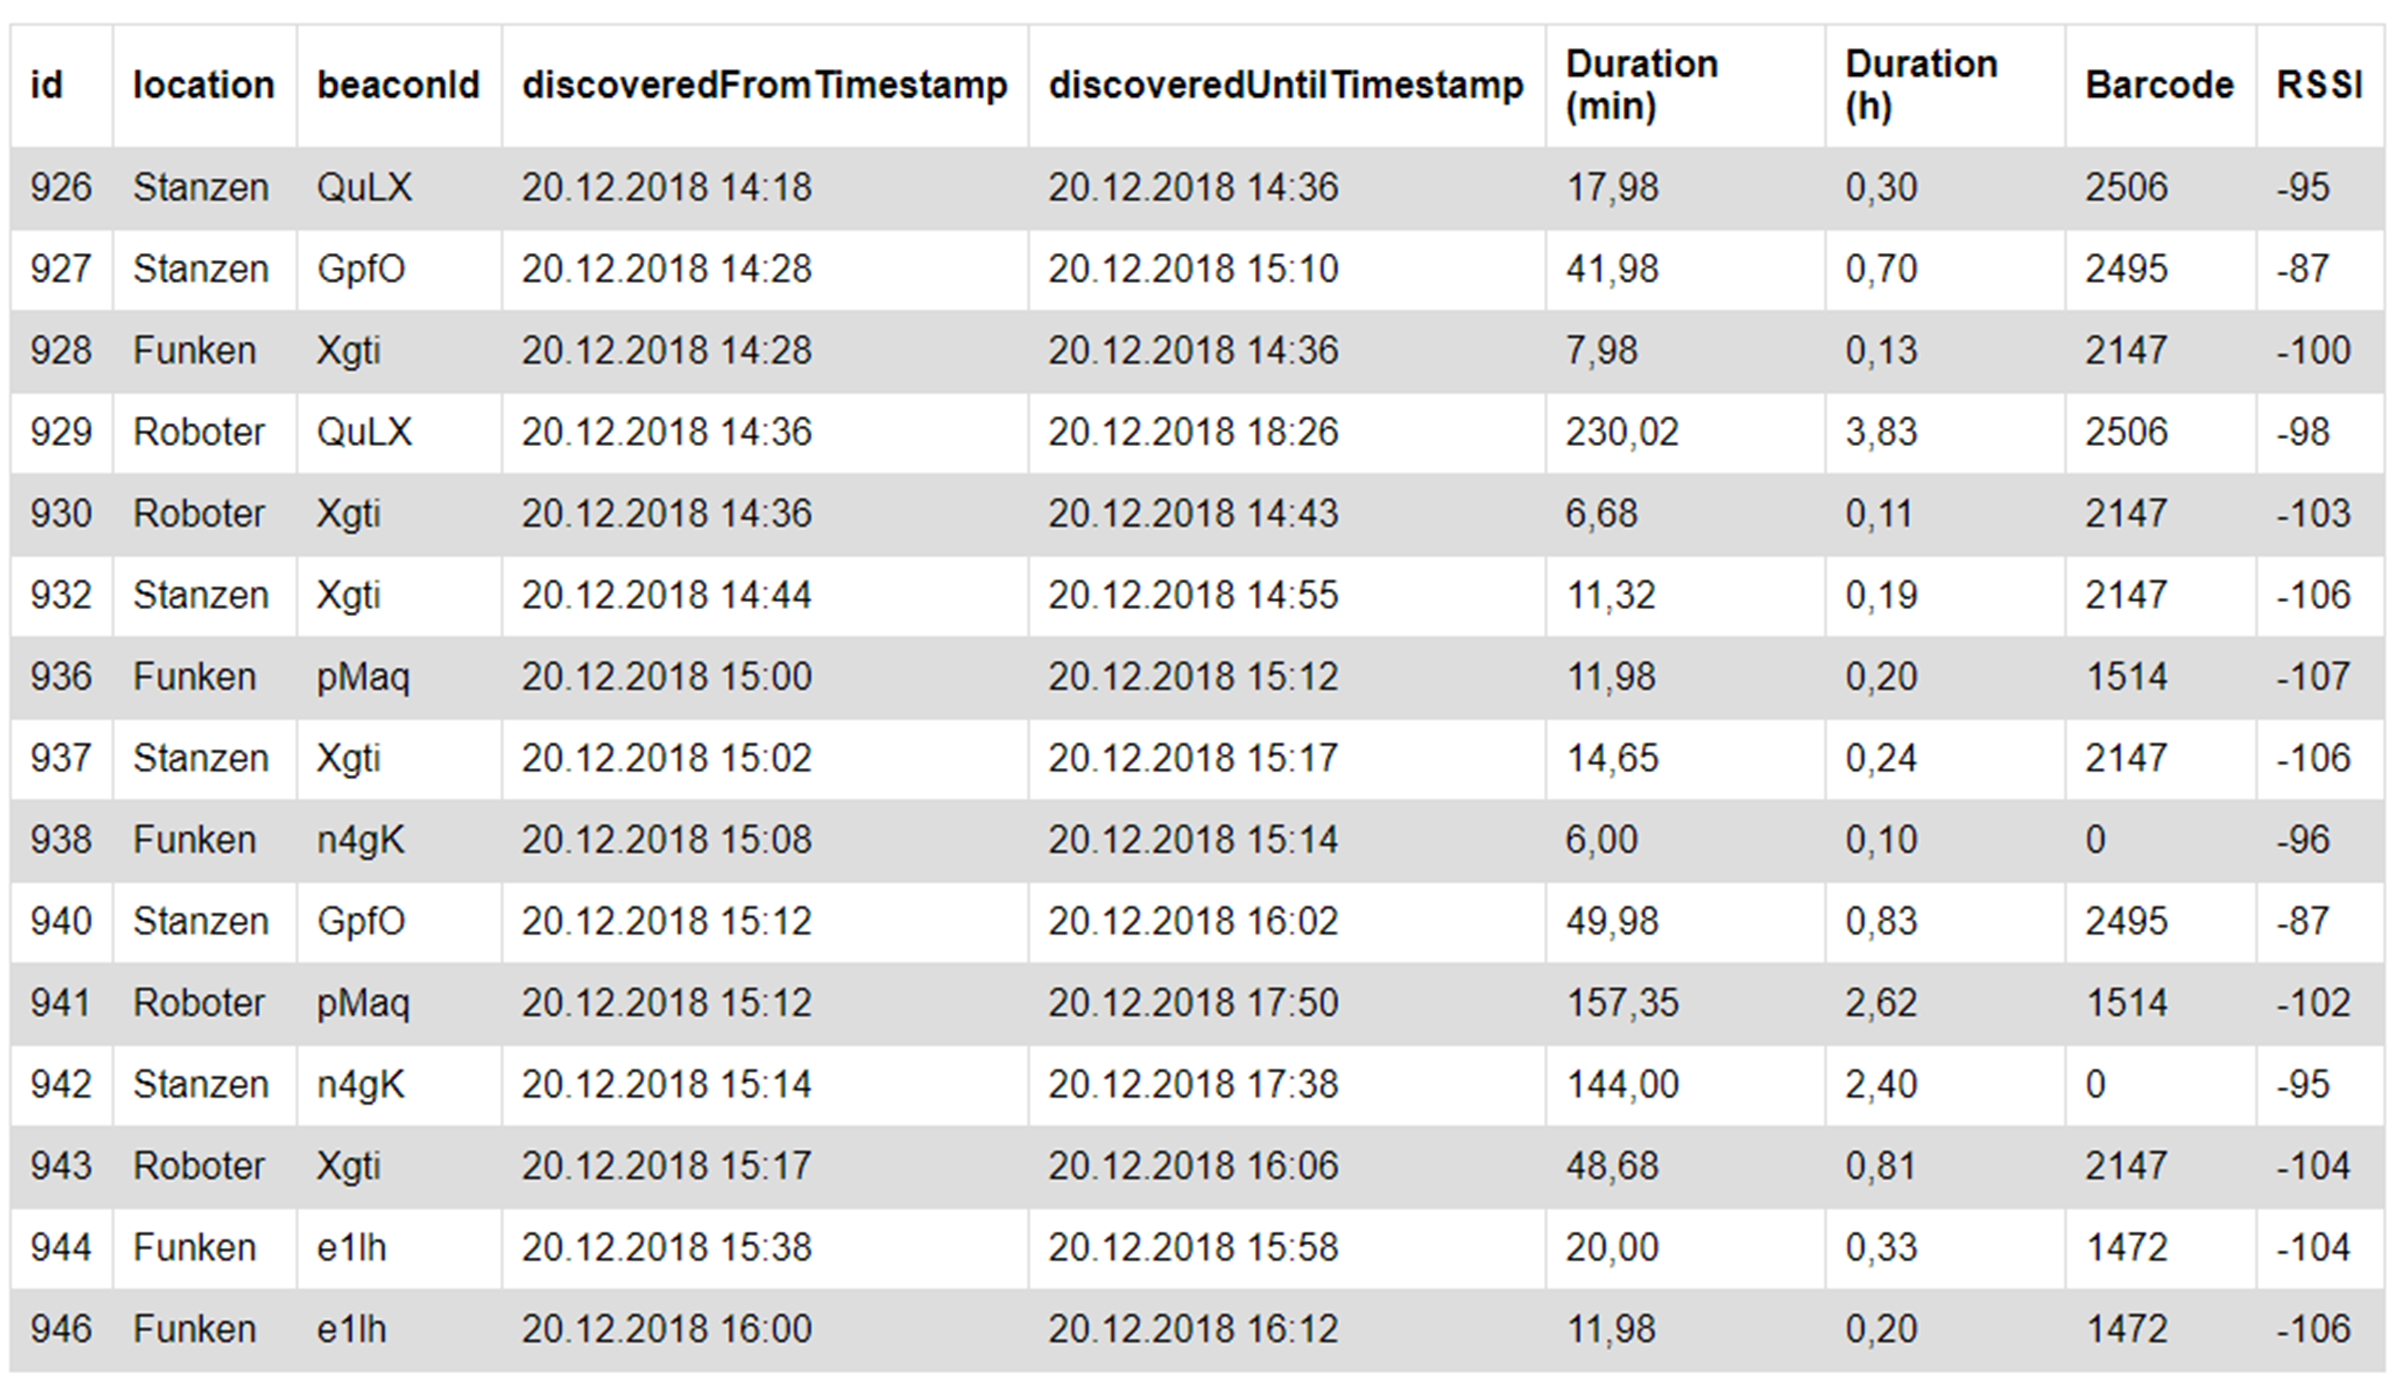 id location beaconId discoveredFromTimestamp discoveredUntilTimestamp Duration (min) Duration (h) Barcode RSSI
926 Stanzen QuLX 20.12.2018 14:18 20.12.2018 14:36 17,98 0,30 2506 -95
927 Stanzen GpfO 20.12.2018 14:28 20.12.2018 15:10 41,98 0,70 2495 -87
928 Funken Xgti 20.12.2018 14:28 20.12.2018 14:36 7,98 0,13 2147 -100
929 Roboter QuLX 20.12.2018 14:36 20.12.2018 18:26 230,02 3,83 2506 -98
930 Roboter Xgti 20.12.2018 14:36 20.12.2018 14:43 6,68 0,11 2147 -103
932 Stanzen Xgti 20.12.2018 14:44 20.12.2018 14:55 11,32 0,19 2147 -106
936 Funken pMaq 20.12.2018 15:00 20.12.2018 15:12 11,98 0,20 1514 -107
937 Stanzen Xgti 20.12.2018 15:02 20.12.2018 15:17 14,65 0,24 2147 -106
938 Funken n4gK 20.12.2018 15:08 20.12.2018 15:14 6,00 0,10 0 -96
940 Stanzen GpfO 20.12.2018 15:12 20.12.2018 16:02 49,98 0,83 2495 -87
941 Roboter pMaq 20.12.2018 15:12 20.12.2018 17:50 157,35 2,62 1514 -102
942 Stanzen n4gK 20.12.2018 15:14 20.12.2018 17:38 144,00 2,40 0 -95
943 Roboter Xgti 20.12.2018 15:17 20.12.2018 16:06 48,68 0,81 2147 -104
944 Funken e1lh 20.12.2018 15:38 20.12.2018 15:58 20,00 0,33 1472 -104
946 Funken e1lh 20.12.2018 16:00 20.12.2018 16:12 11,98 0,20 1472 -106